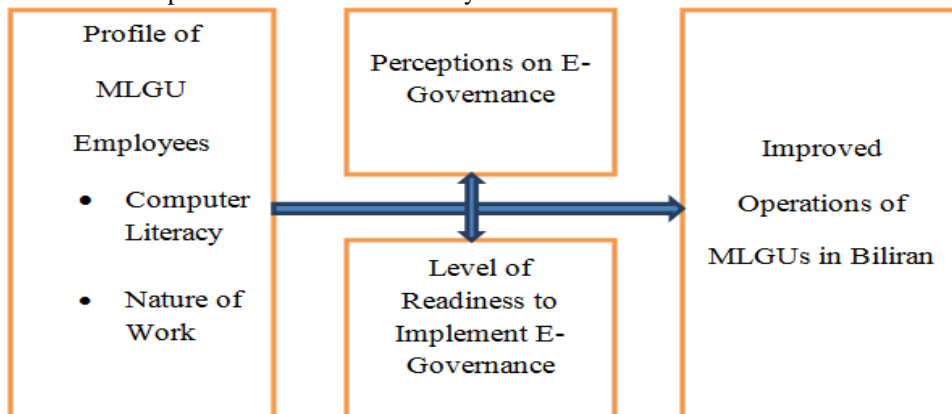 Profile of
MLGU
Employees
• Computer
Literacy
• Nature of
Work
Perceptions on E-
Governance
Level of
Readiness to
Implement E-
Governance
Improved
Operations of
MLGUs in Biliran